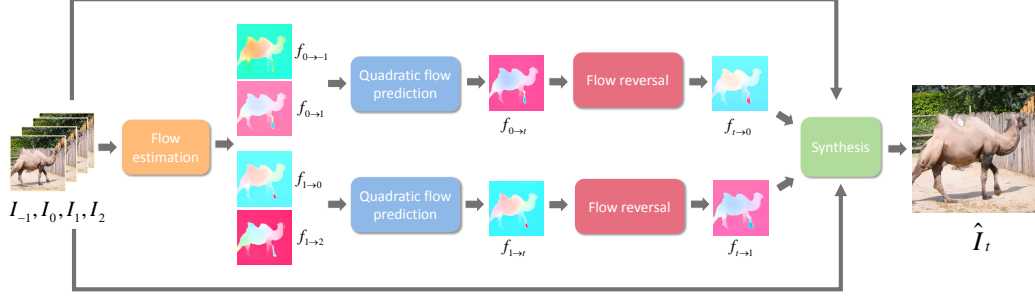 I_{-1}, I_0, I_1, I_2
Flow
estimation
f_{0→-1}
f_{0→1}
f_{1→0}
f_{1→2}
Quadratic flow
prediction
f_{0→t}
Flow reversal
f_{t→0}
Quadratic flow
prediction
f_{1→t}
Flow reversal
f_{t→1}
Synthesis
Î_t